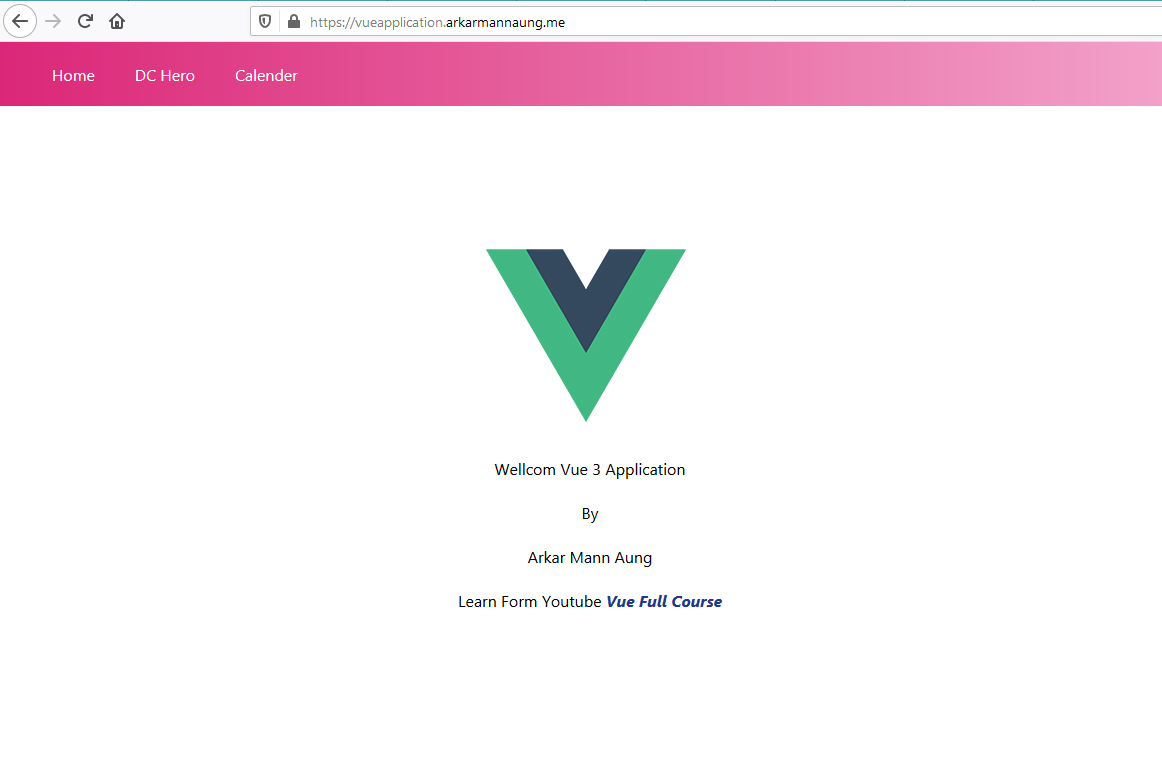 https://vueapplication.arkarmannaung.me
Home DC Hero Calender
Wellcom Vue 3 Application
By
Arkar Mann Aung
Learn Form Youtube Vue Full Course